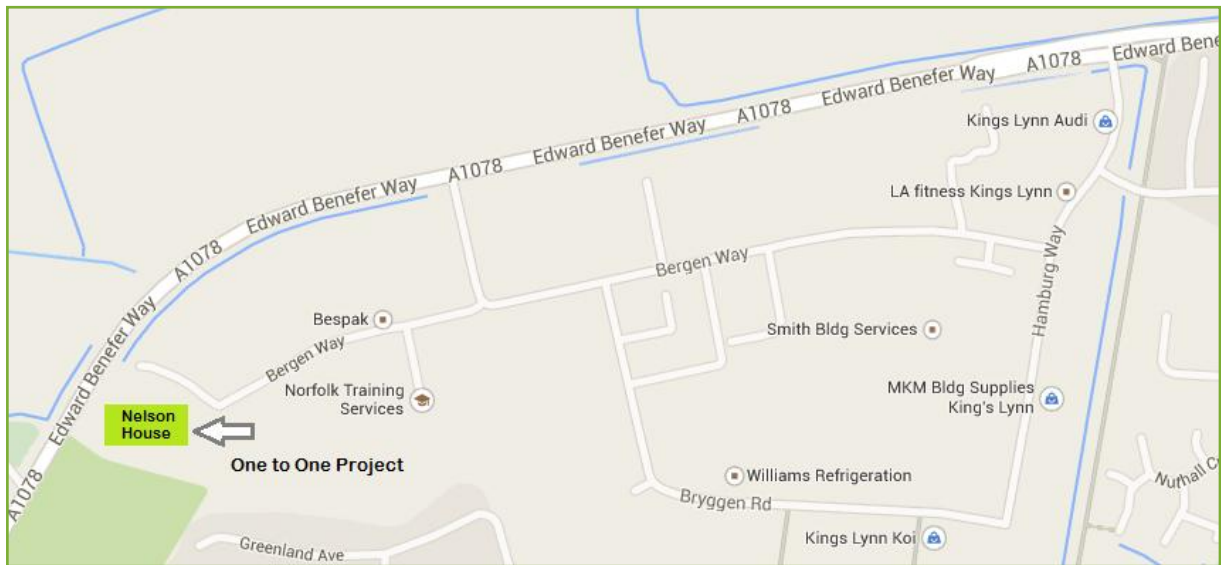 A1078
Edward Bene
Edward Benefer Way
A1078
Edward Benefer Way
A1078
Edward Benefer Way
A1078
Edward Benefer Way
A1078
Edward Benefer Way
A1078
Kings Lynn Audi
LA fitness Kings Lynn
Bergen Way
Hamburg Way
Bespak
Smith Bldg Services
Bergen Way
Norfolk Training
Services
MKM Bldg Supplies
King's Lynn
Nelson
House
One to One Project
Williams Refrigeration
Nuthall C
Bryggen Rd
Kings Lynn Koi
Greenland Ave